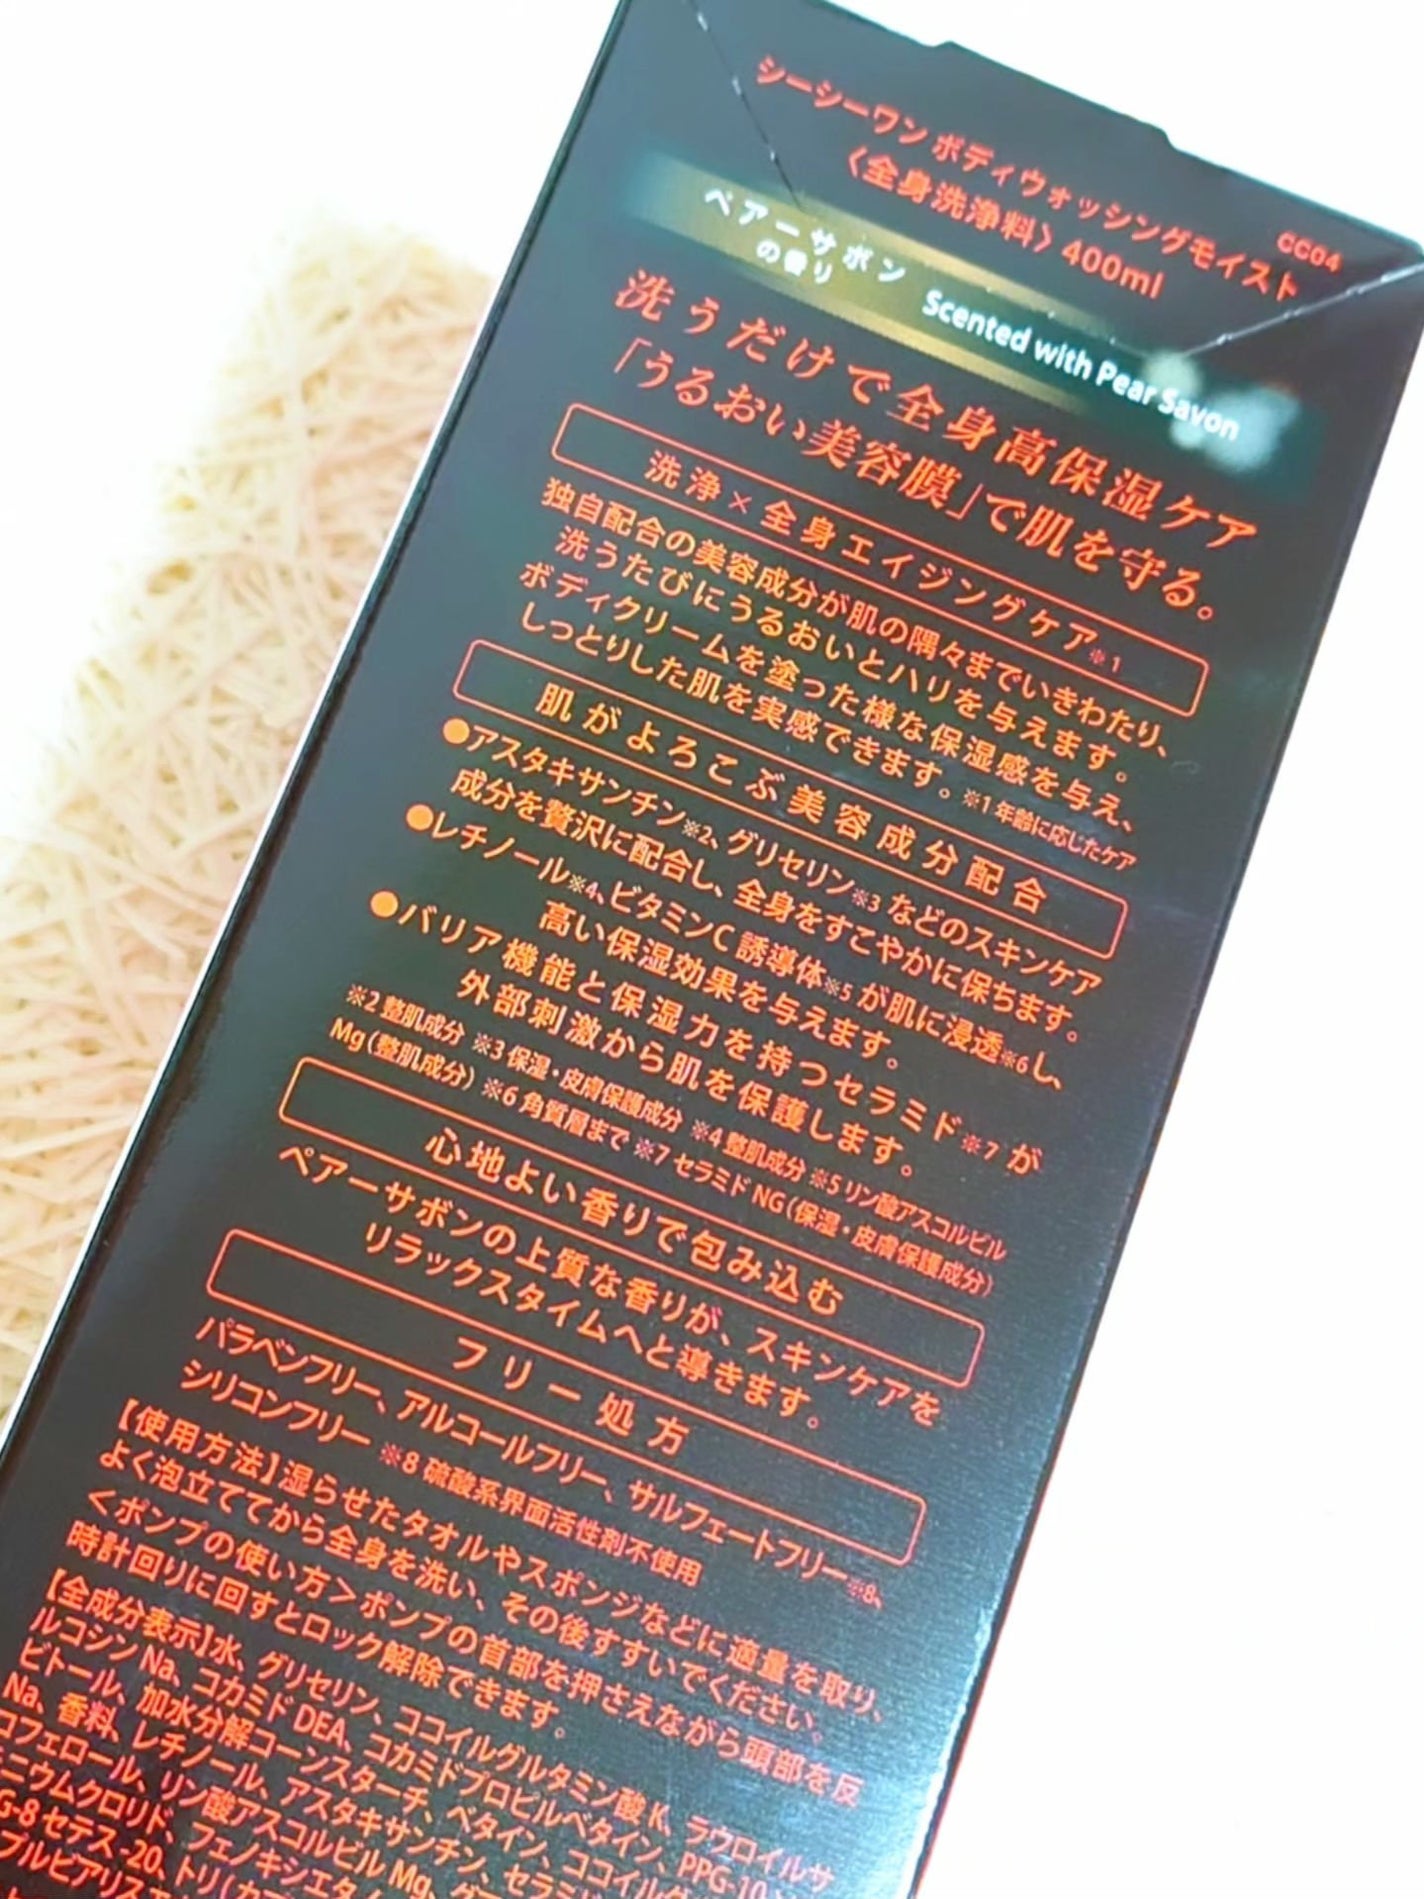 シーシーワン ボディウォッシングモイスト
〈全身洗浄料〉400ml
CC04
ペアーサボン
の香り
Scented with Pear Savon
洗うだけで全身高保湿ケア
「うるおい美容膜」で肌を守る。
洗浄×全身エイジングケア※1
独自配合の美容成分が肌の隅々までいきわたり、
洗うたびにうるおいとハリを与えます。
ボディクリームを塗った様な保湿感を与え、
しっとりした肌を実感できます。※1 年齢に応じたケア
肌がよろこぶ美容成分配合
●アスタキサンチン※2、グリセリン※3 などのスキンケア
成分を贅沢に配合し、全身をすこやかに保ちます。
●レチノール※4、ビタミンC 誘導体※5 が肌に浸透※6し、
高い保湿効果を与えます。
●バリア機能と保湿力を持つセラミド※7が
外部刺激から肌を保護します。
※2 整肌成分 ※3 保湿・皮膚保護成分 ※4 整肌成分 ※5 リン酸アスコルビル
Mg（整肌成分）※6 角質層まで ※7 セラミド NG（保湿・皮膚保護成分）
心地よい香りで包み込む
ペアーサボンの上質な香りが、スキンケアを
リラックスタイムへと導きます。
フリー処方
パラベンフリー、アルコールフリー、サルフェートフリー※8、
シリコンフリー ※8 硫酸系界面活性剤不使用
【使用方法】湿らせたタオルやスポンジなどに適量を取り、
よく泡立ててから全身を洗い、その後すすいでください。
＜ポンプの使い方＞ポンプの首部を押さえながら頭部を反
時計回りに回すとロック解除できます。
【全成分表示】水、グリセリン、ココイルグルタミン酸 K、ラウロイルサ
ルコシン Na、コカミド DEA、コカミドプロピルベタイン、PPG-10
ビトール、加水分解コーンスターチ、ベタイン、ココイルグ
Na、香料、レチノール、アスタキサンチン、セラミド
コフェロール、リン酸アスコルビル Mg、
ニウムクロリド、フェノキシエタ
G-8 セテス-20、トリ（カプ